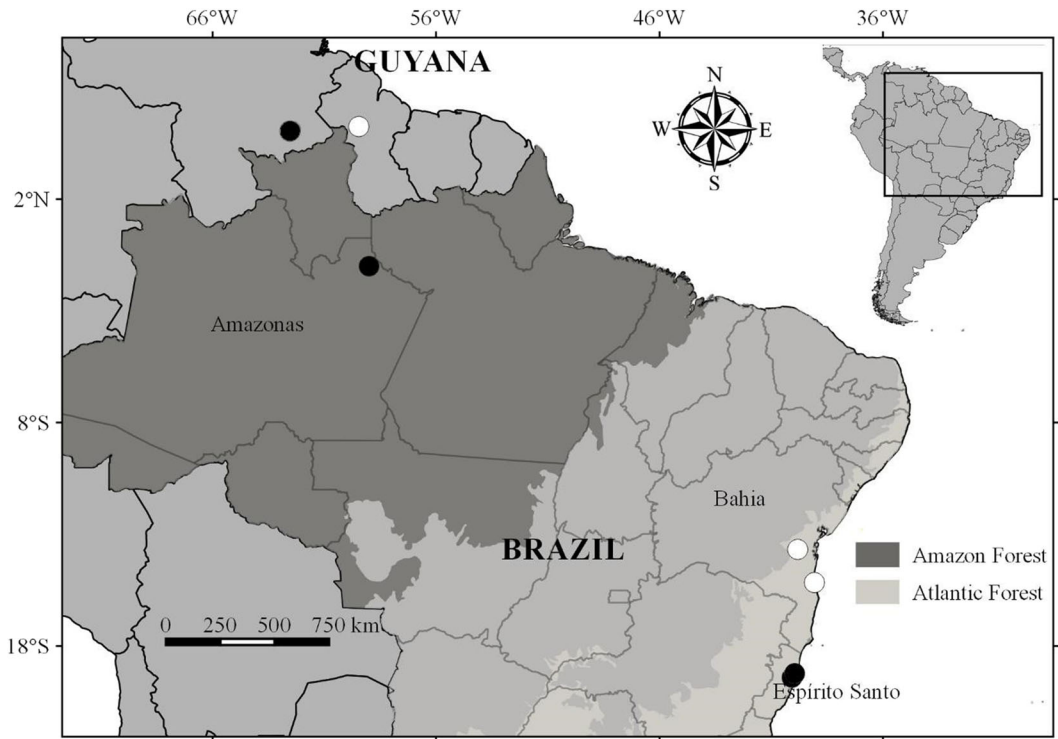 66°W 56°W 46°W 36°W
GUYANA
N
W E
S
2°N
Amazonas
8°S
Bahia
BRAZIL
Amazon Forest
Atlantic Forest
0 250 500 750 km
18°S
Espírito Santo